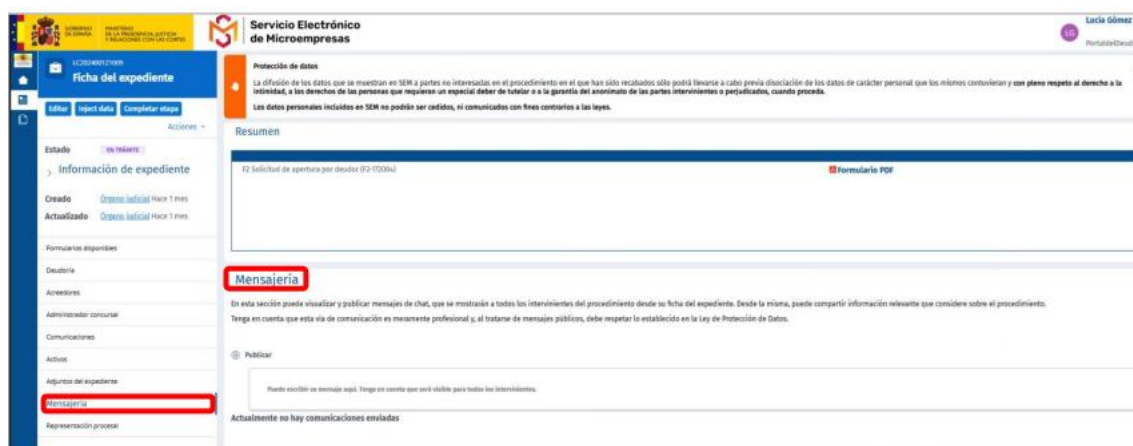 GOBIERNO DE ESPAÑA
MINISTERIO DE LA PRESIDENCIA, JUSTICIA Y RELACIONES CON LAS CORTES
Servicio Electrónico
de Microempresas
LG
Lucía Gómez
LC202400121009
Ficha del expediente
Editar Inject data Completar etapa
Acciones
Estado EN TRÁMITE
Información de expediente
Creado Órgano judicial Hace 1 mes
Actualizado Órgano judicial Hace 1 mes
Formularios disponibles
Deudor/a
Acreedores
Administrador concursal
Comunicaciones
Activos
Adjuntos del expediente
Mensajería
Representación procesal
Protección de datos
La difusión de los datos que se muestran en SEM a partes no interesadas en el procedimiento en el que han sido recabados sólo podrá llevarse a cabo previa disociación de los datos de carácter personal que los mismos contuvieran y con pleno respeto al derecho a la
intimidad, a los derechos de las personas que requieran un especial deber de tutelar o a la garantía del anonimato de las partes intervinientes o perjudicados, cuando proceda.
Los datos personales incluidos en SEM no podrán ser cedidos, ni comunicados con fines contrarios a las leyes.
Resumen
F2 Solicitud de apertura por deudor Formulario PDF
Mensajería
En esta sección puede visualizar y publicar mensajes de chat, que se mostrarán a todos los intervinientes del procedimiento desde su ficha del expediente. Desde la misma, puede compartir información relevante que considere sobre el procedimiento.
Tenga en cuenta que esta vía de comunicación es meramente profesional y, al tratarse de mensajes públicos, debe respetar lo establecido en la Ley de Protección de Datos.
Publicar
Puede escribir su mensaje aquí. Tenga en cuenta que será visible para todos los intervinientes.
Actualmente no hay comunicaciones enviadas